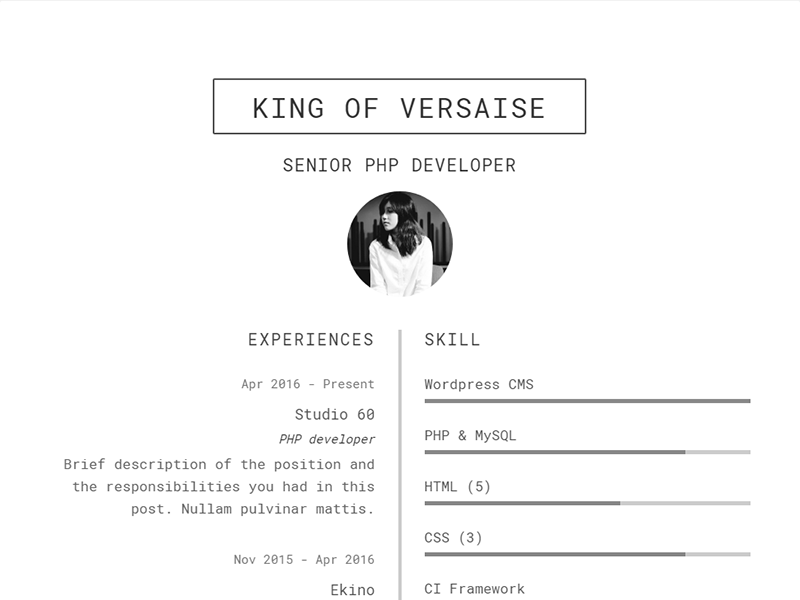 KING OF VERSAISE
SENIOR PHP DEVELOPER
EXPERIENCES
Apr 2016 - Present
Studio 60
PHP developer
Brief description of the position and
the responsibilities you had in this
post. Nullam pulvinar mattis.
Nov 2015 - Apr 2016
Ekino
SKILL
Wordpress CMS
PHP & MySQL
HTML (5)
CSS (3)
CI Framework